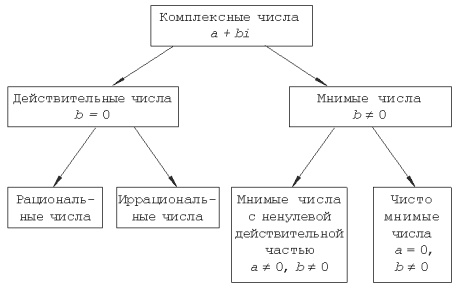 Комплексные числа
a + bi
Действительные числа
b = 0
Мнимые числа
b ≠ 0
Рациональ-
ные числа
Иррациональ-
ные числа
Мнимые числа
с ненулевой
действительной
частью
a ≠ 0, b ≠ 0
Чисто
мнимые
числа
a = 0,
b ≠ 0